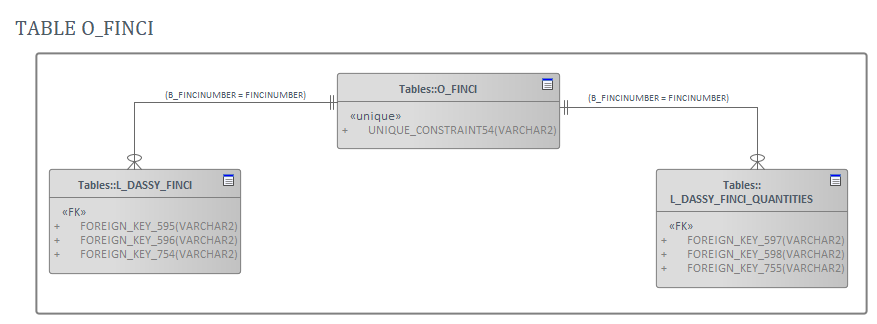 TABLE O_FINCI
(B_FINCINUMBER = FINCINUMBER)
Tables::O_FINCI
«unique»
+ UNIQUE_CONSTRAINT54(VARCHAR2)
(B_FINCINUMBER = FINCINUMBER)
Tables::L_DASSY_FINCI
«FK»
+ FOREIGN_KEY_595(VARCHAR2)
+ FOREIGN_KEY_596(VARCHAR2)
+ FOREIGN_KEY_754(VARCHAR2)
Tables::
L_DASSY_FINCI_QUANTITIES
«FK»
+ FOREIGN_KEY_597(VARCHAR2)
+ FOREIGN_KEY_598(VARCHAR2)
+ FOREIGN_KEY_755(VARCHAR2)